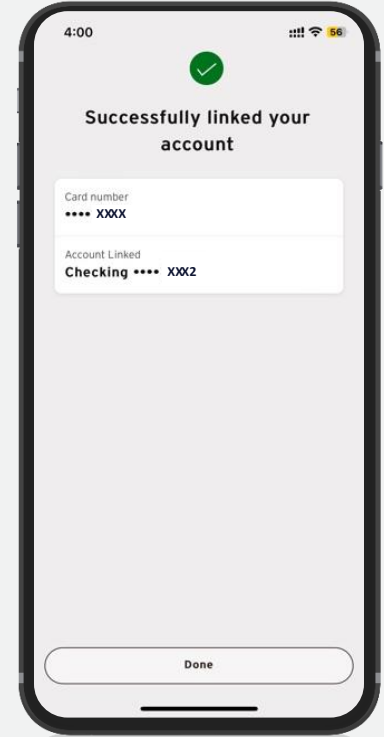 4:00
56
Successfully linked your
account
Card number
•••• XXXX
Account Linked
Checking •••• XXX2
Done